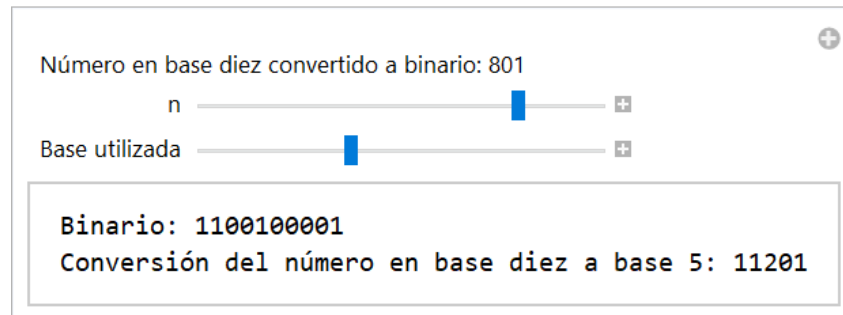 Número en base diez convertido a binario: 801
n
Base utilizada
Binario: 1100100001
Conversión del número en base diez a base 5: 11201